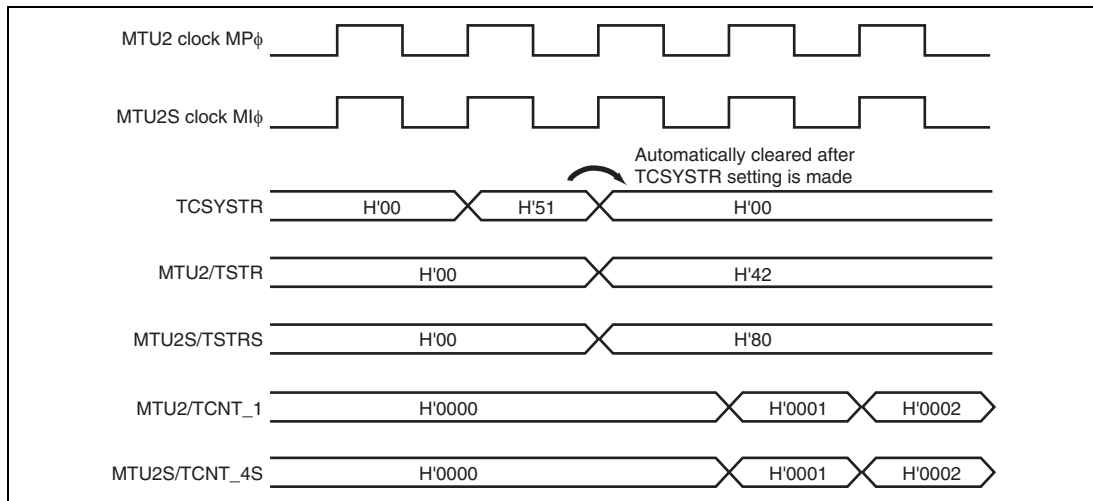 MTU2 clock MPϕ
MTU2S clock MIϕ
Automatically cleared after
TCSYSTR setting is made
TCSYSTR H'00 H'51 H'00
MTU2/TSTR H'00 H'42
MTU2S/TSTRS H'00 H'80
MTU2/TCNT_1 H'0000 H'0001 H'0002
MTU2S/TCNT_4S H'0000 H'0001 H'0002